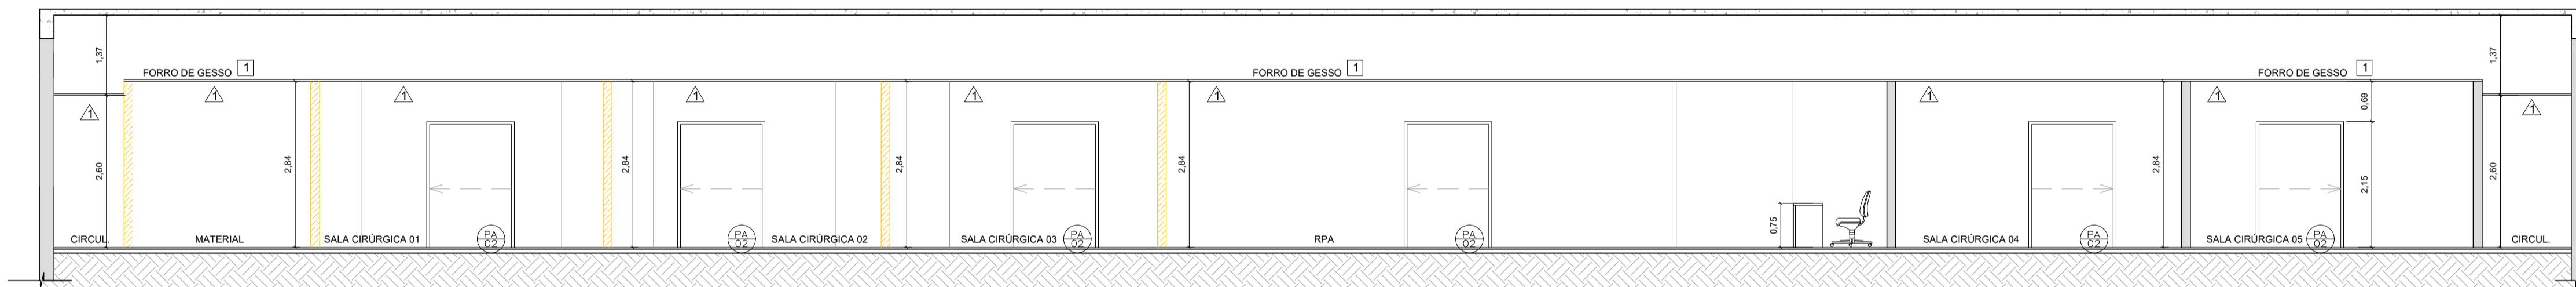 1,37
FORRO DE GESSO 1
FORRO DE GESSO 1
FORRO DE GESSO 1
1,37
1
1
1
1
1
1
1
1
1
0,69
2,60
2,84
2,84
2,84
2,84
2,84
2,15
2,60
0,75
CIRCUL.
MATERIAL
SALA CIRÚRGICA 01
PA
02
PA
02
SALA CIRÚRGICA 02
SALA CIRÚRGICA 03
PA
02
RPA
PA
02
SALA CIRÚRGICA 04
PA
02
SALA CIRÚRGICA 05
PA
02
CIRCUL.